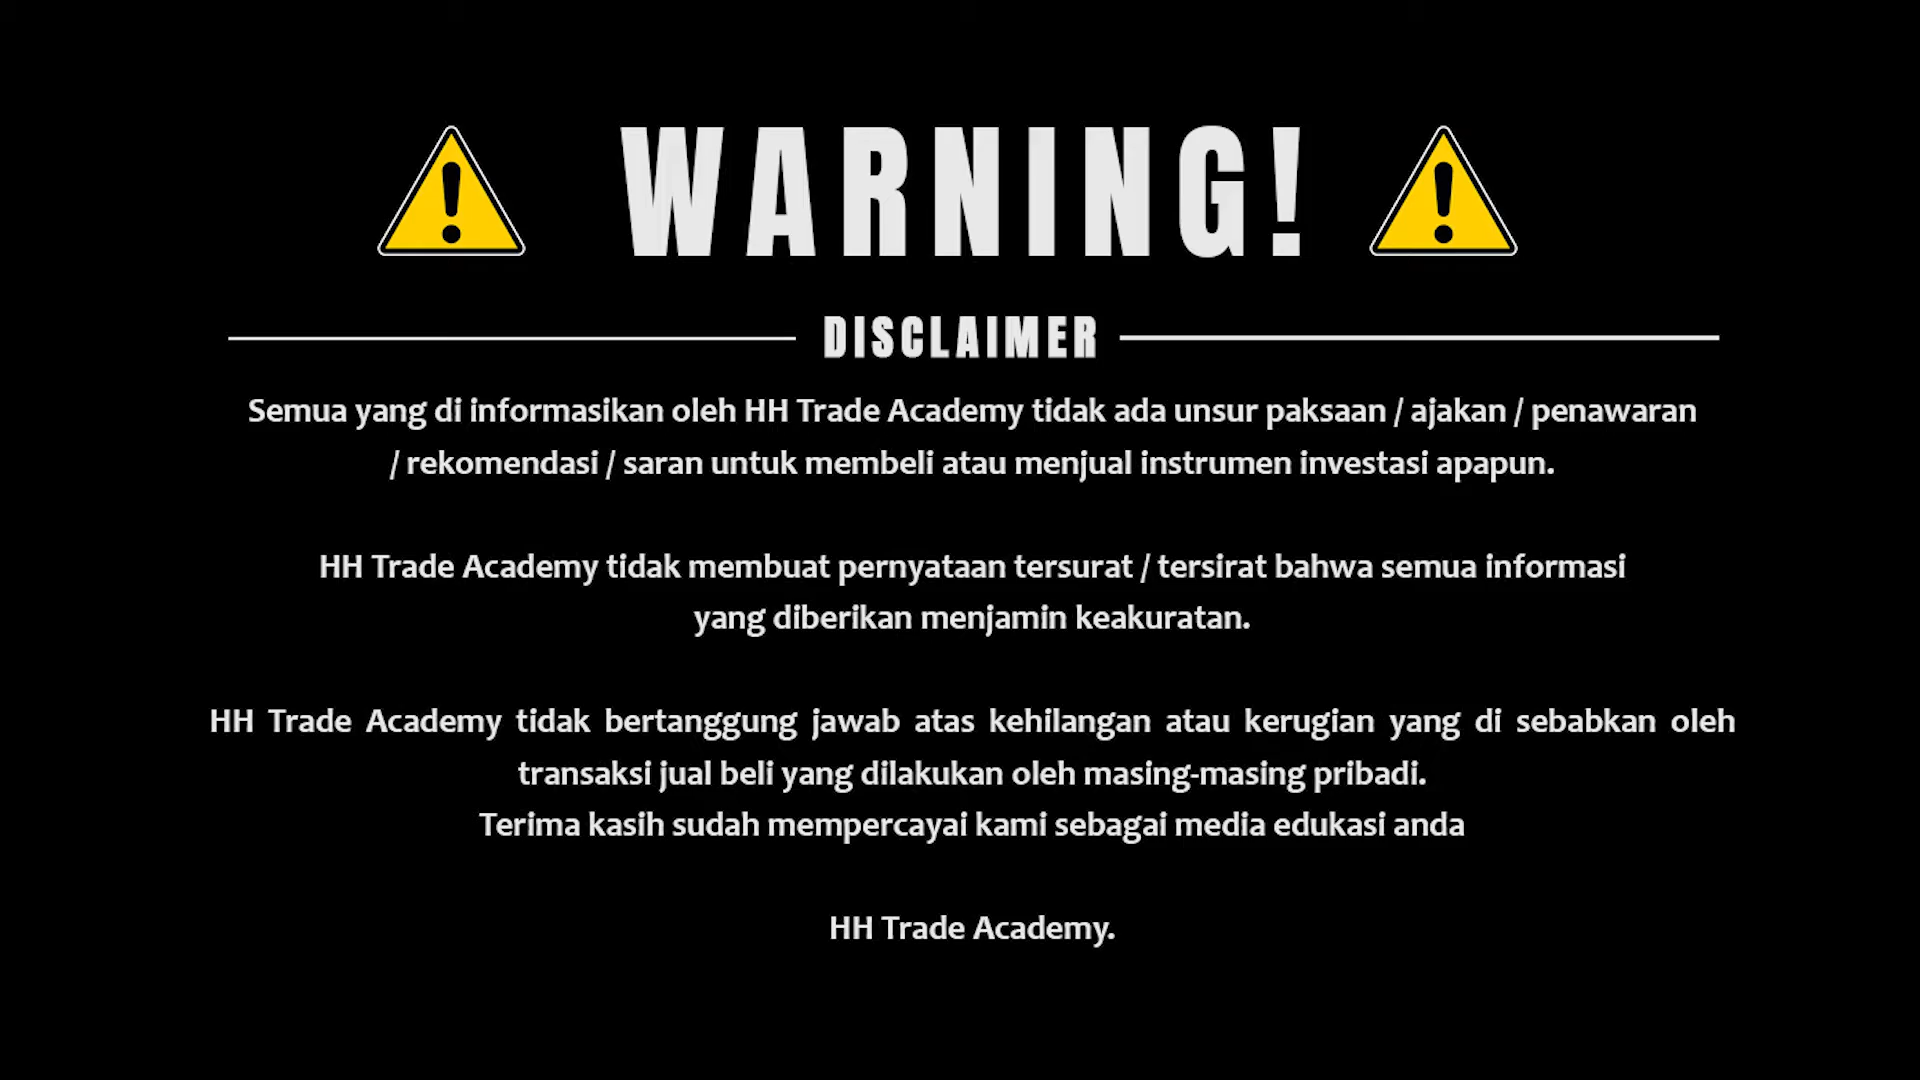 WARNING!
DISCLAIMER
Semua yang di informasikan oleh HH Trade Academy tidak ada unsur paksaan / ajakan / penawaran
/ rekomendasi / saran untuk membeli atau menjual instrumen investasi apapun.
HH Trade Academy tidak membuat pernyataan tersurat / tersirat bahwa semua informasi
yang diberikan menjamin keakuratan.
HH Trade Academy tidak bertanggung jawab atas kehilangan atau kerugian yang di sebabkan oleh
transaksi jual beli yang dilakukan oleh masing-masing pribadi.
Terima kasih sudah mempercayai kami sebagai media edukasi anda
HH Trade Academy.